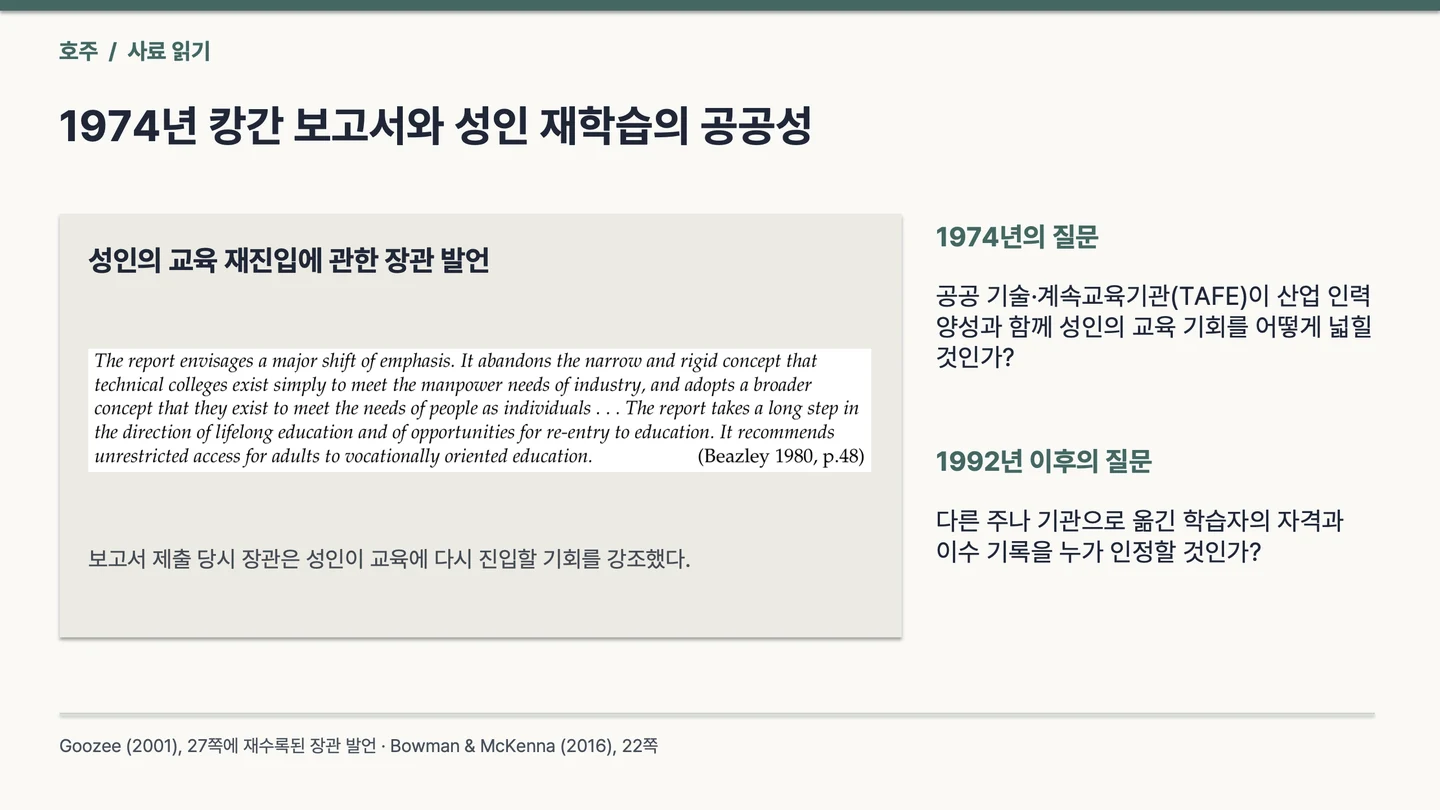 호주 / 사료 읽기
1974년 캉간 보고서와 성인 재학습의 공공성
성인의 교육 재진입에 관한 장관 발언
The report envisages a major shift of emphasis. It abandons the narrow and rigid concept that
technical colleges exist simply to meet the manpower needs of industry, and adopts a broader
concept that they exist to meet the needs of people as individuals . . . The report takes a long step in
the direction of lifelong education and of opportunities for re-entry to education. It recommends
unrestricted access for adults to vocationally oriented education. (Beazley 1980, p.48)
보고서 제출 당시 장관은 성인이 교육에 다시 진입할 기회를 강조했다.
1974년의 질문
공공 기술·계속교육기관(TAFE)이 산업 인력
양성과 함께 성인의 교육 기회를 어떻게 넓힐
것인가?
1992년 이후의 질문
다른 주나 기관으로 옮긴 학습자의 자격과
이수 기록을 누가 인정할 것인가?
Goozee (2001), 27쪽에 재수록된 장관 발언 · Bowman & McKenna (2016), 22쪽